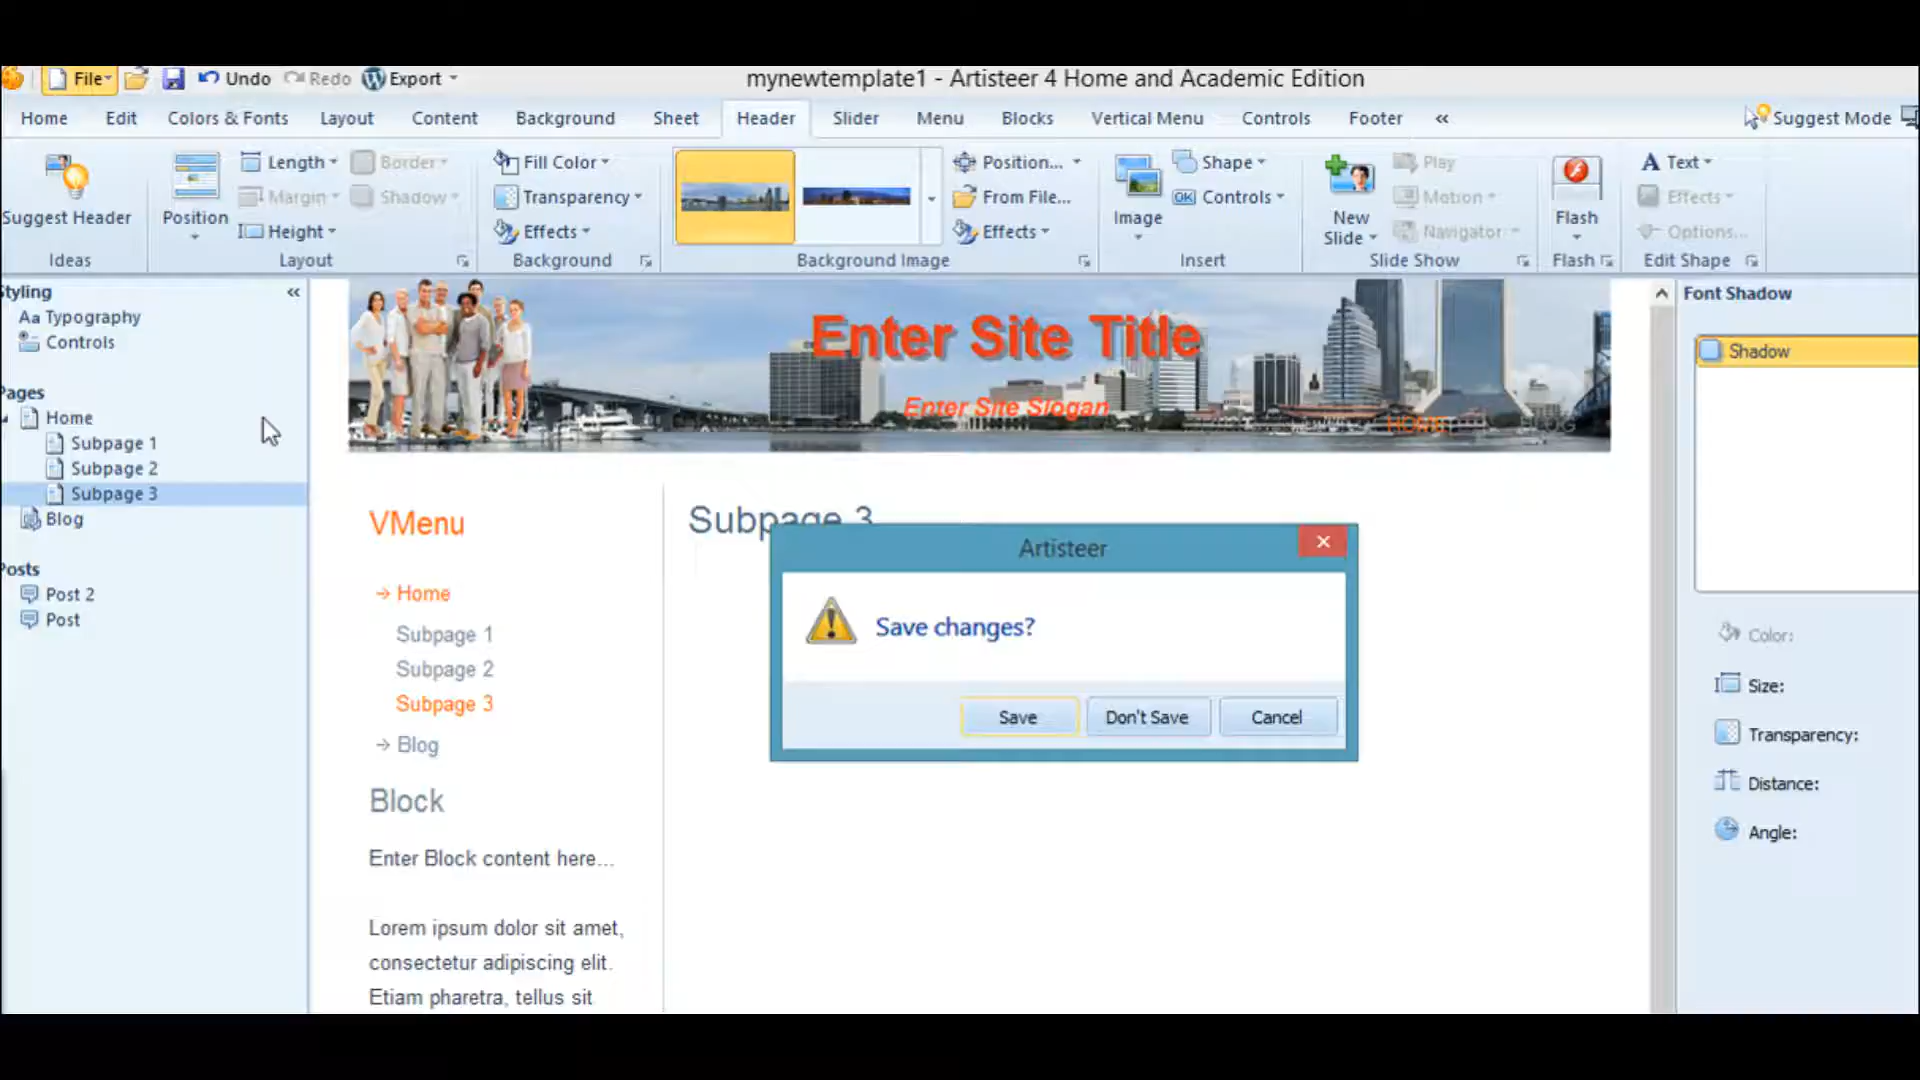 File Undo Redo Export mynewtemplate1 - Artisteer 4 Home and Academic Edition
Home Edit Colors & Fonts Layout Content Background Sheet Header Slider Menu Blocks Vertical Menu Controls Footer « Suggest Mode
Suggest Header
Ideas
Position
Length Border
Margin Shadow
Height
Layout
Fill Color
Transparency
Effects
Background
Position...
From File...
Effects
Background Image
Image
Shape
OK Controls
Insert
New Slide
Play
Motion
Navigator
Slide Show
Flash
Flash
A Text
Effects
Options...
Edit Shape
Styling «
Aa Typography
Controls
Pages
Home
Subpage 1
Subpage 2
Subpage 3
Blog
Posts
Post 2
Post
Enter Site Title
Enter Site Slogan
HOME BLOG
VMenu
Home
Subpage 1
Subpage 2
Subpage 3
Blog
Block
Enter Block content here...
Lorem ipsum dolor sit amet,
consectetur adipiscing elit.
Etiam pharetra, tellus sit
Subpage 3
Artisteer
Save changes?
Save Don't Save Cancel
Font Shadow
Shadow
Color:
Size:
Transparency:
Distance:
Angle: